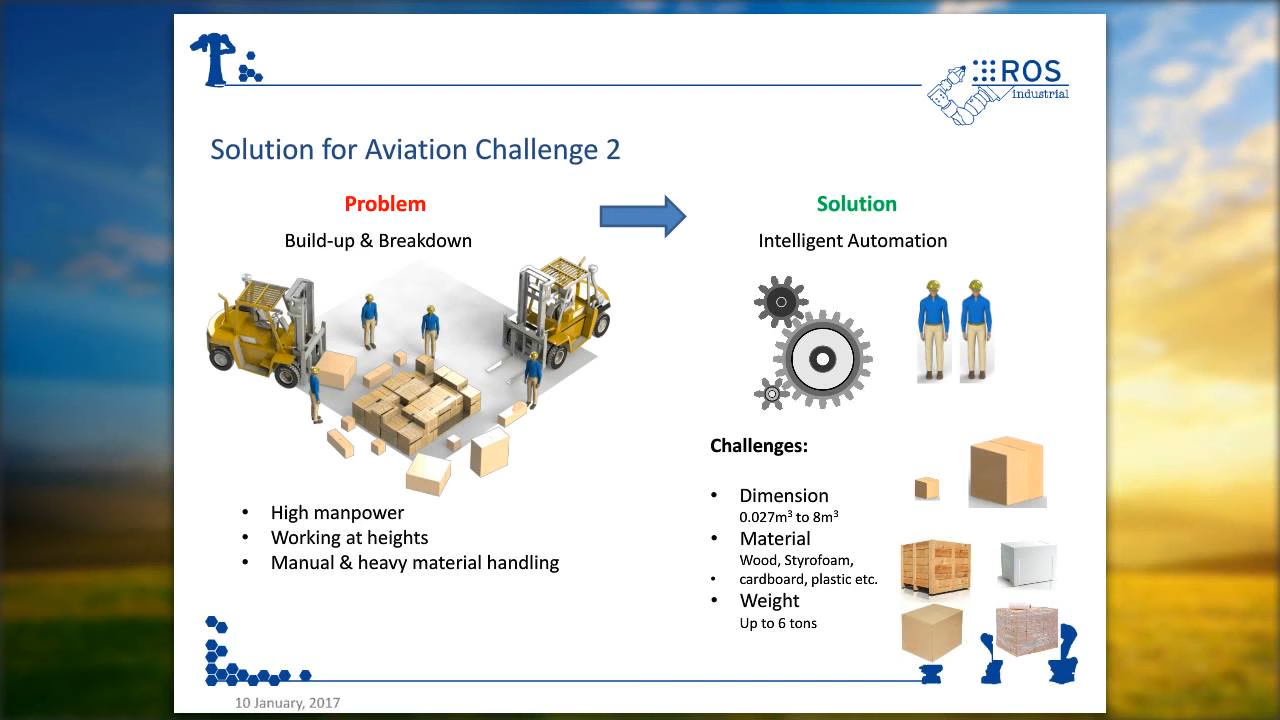 ROS
industrial
Solution for Aviation Challenge 2
Problem
Build-up & Breakdown
• High manpower
• Working at heights
• Manual & heavy material handling
Solution
Intelligent Automation
Challenges:
• Dimension
0.027m³ to 8m³
• Material
Wood, Styrofoam,
• cardboard, plastic etc.
• Weight
Up to 6 tons
10 January, 2017